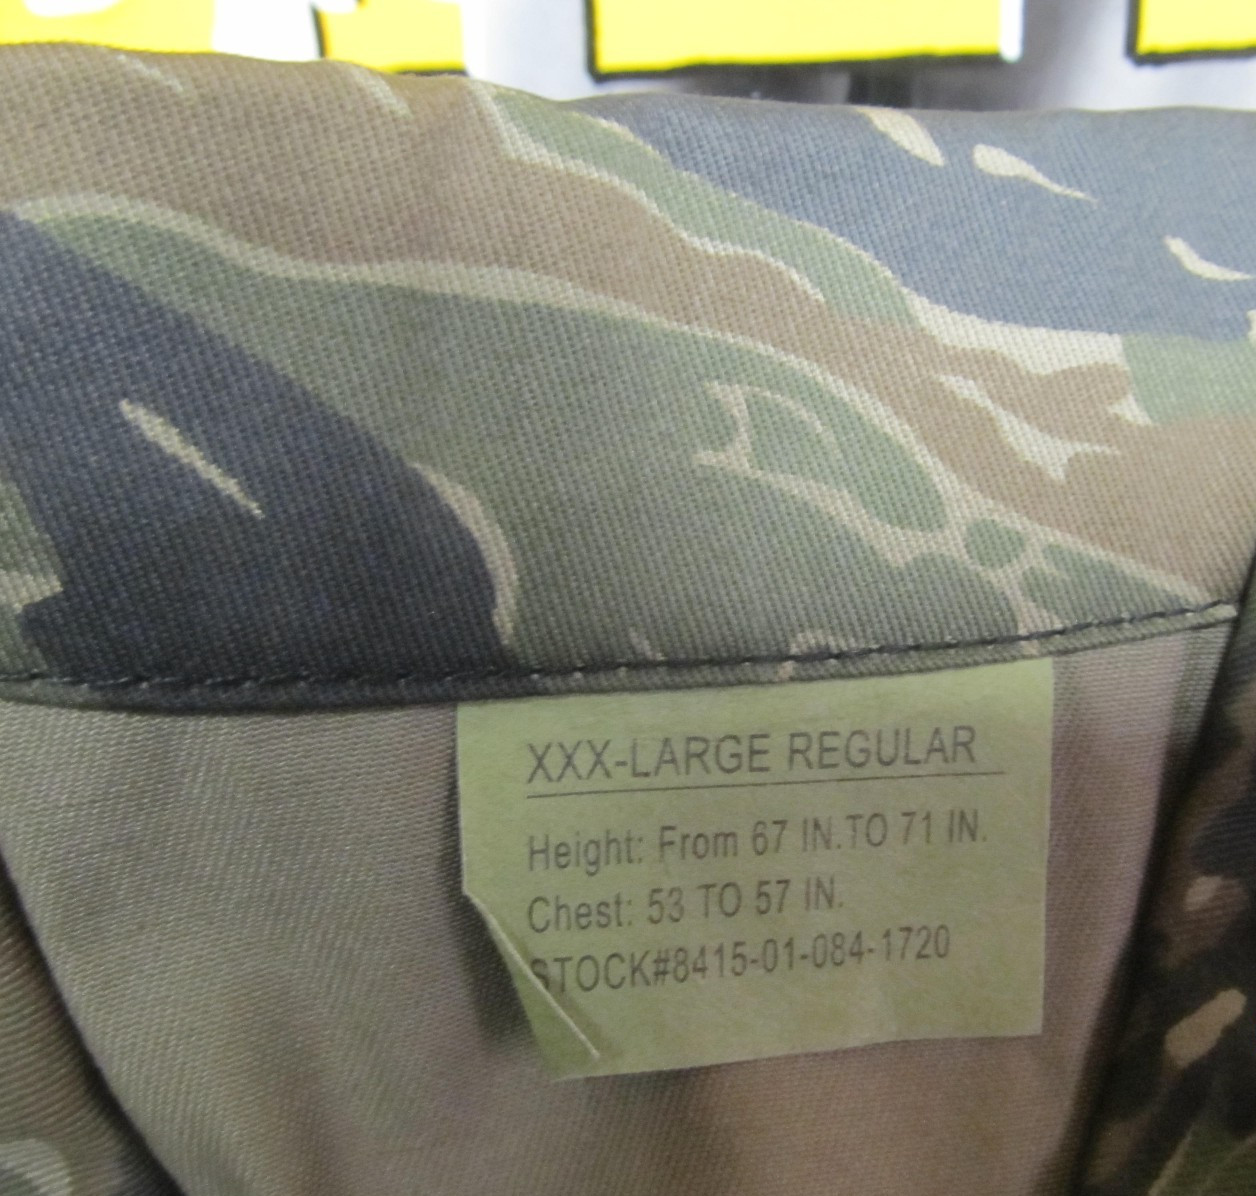 XXX-LARGE REGULAR
Height: From 67 IN.TO 71 IN.
Chest: 53 TO 57 IN.
STOCK#8415-01-084-1720